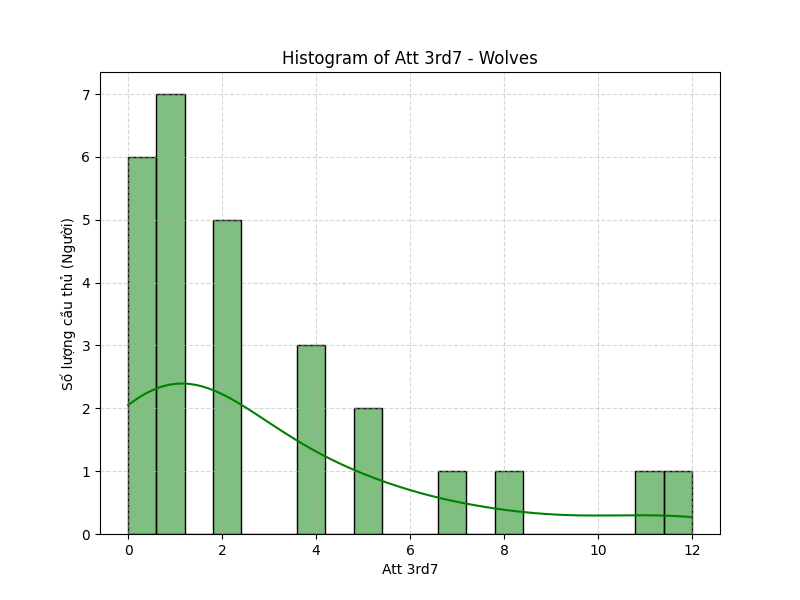 Histogram of Att 3rd7 - Wolves
Số lượng cầu thủ (Người)
7
6
5
4
3
2
1
0
0 2 4 6 8 10 12
Att 3rd7